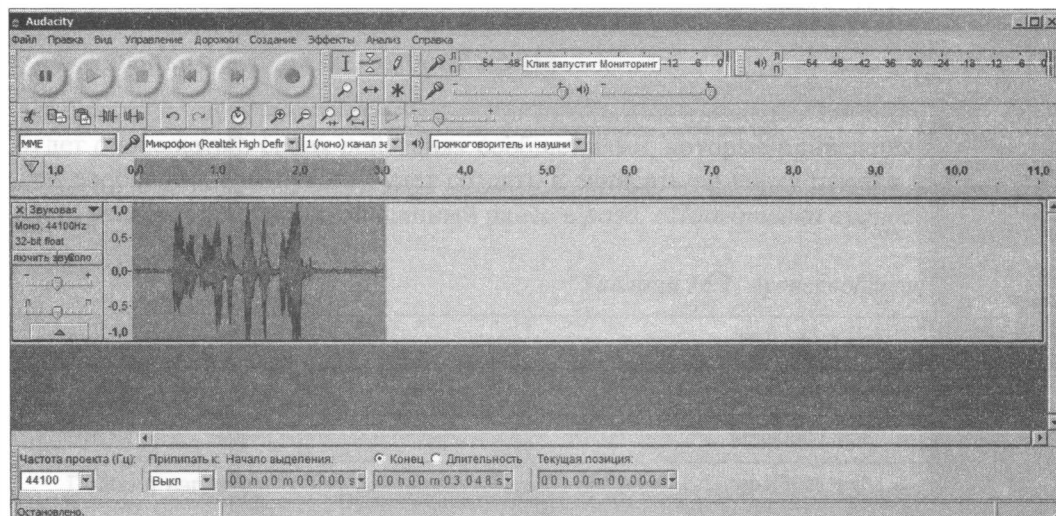 Audacity
Файл Правка Вид Управление Дорожки Создание Эффекты Анализ Справка
Л П -54 -48 Клик запустит Мониторинг -12 -6 0 Л П -54 -48 -42 -36 -30 -24 -18 -12 -6 0
MME Микрофон (Realtek High Defir 1 (моно) канал за Громкоговоритель и наушни
1,0 0,0 1,0 2,0 3,0 4,0 5,0 6,0 7,0 8,0 9,0 10,0 11,0
X Звуковая 1,0
Моно, 44100Hz
32-bit float 0,5
лючить звуСоло
- + 0,0
Л П -0,5
-1,0
Частота проекта (Гц): Прилипать к: Начало выделения: Конец Длительность Текущая позиция:
44100 Выкл 00 h 00 m 00.000 s 00 h 00 m 03.048 s 00 h 00 m 00.000 s
Остановлено.